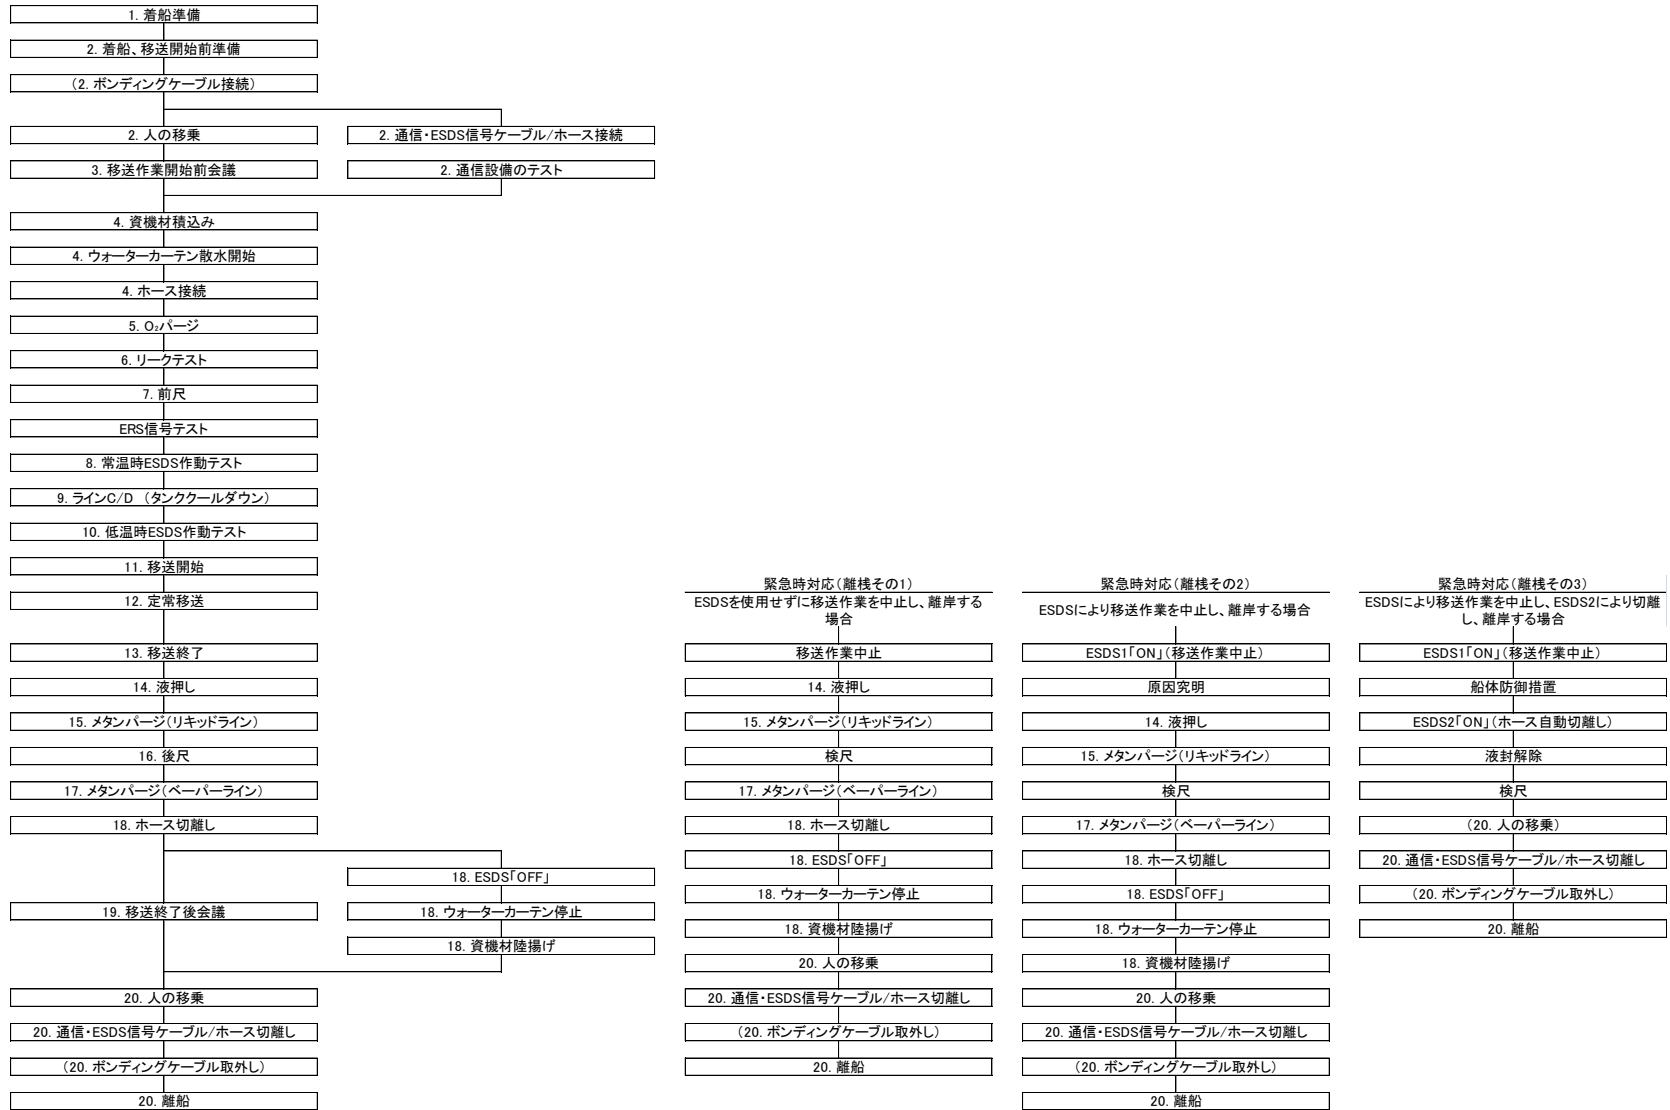 1. 着船準備
2. 着船、移送開始前準備
(2. ボンディングケーブル接続)
2. 人の移乗
2. 通信・ESDS信号ケーブル/ホース接続
3. 移送作業開始前会議
2. 通信設備のテスト
4. 資機材積込み
4. ウォーターカーテン散水開始
4. ホース接続
5. O₂パージ
6. リークテスト
7. 前尺
ERS信号テスト
8. 常温時ESDS作動テスト
9. ラインC/D （タンククールダウン）
10. 低温時ESDS作動テスト
11. 移送開始
12. 定常移送
13. 移送終了
14. 液押し
15. メタンパージ（リキッドライン）
16. 後尺
17. メタンパージ（ベーパーライン）
18. ホース切離し
18. ESDS「OFF」
19. 移送終了後会議
18. ウォーターカーテン停止
18. 資機材陸揚げ
20. 人の移乗
20. 通信・ESDS信号ケーブル/ホース切離し
(20. ボンディングケーブル取外し)
20. 離船
緊急時対応（離桟その1）
ESDSを使用せずに移送作業を中止し、離岸する
場合
移送作業中止
14. 液押し
15. メタンパージ（リキッドライン）
検尺
17. メタンパージ（ベーパーライン）
18. ホース切離し
18. ESDS「OFF」
18. ウォーターカーテン停止
18. 資機材陸揚げ
20. 人の移乗
20. 通信・ESDS信号ケーブル/ホース切離し
(20. ボンディングケーブル取外し)
20. 離船
緊急時対応（離桟その2）
ESDSにより移送作業を中止し、離岸する場合
ESDS1「ON」（移送作業中止）
原因究明
14. 液押し
15. メタンパージ（リキッドライン）
検尺
17. メタンパージ（ベーパーライン）
18. ホース切離し
18. ESDS「OFF」
18. ウォーターカーテン停止
18. 資機材陸揚げ
20. 人の移乗
20. 通信・ESDS信号ケーブル/ホース切離し
(20. ボンディングケーブル取外し)
20. 離船
緊急時対応（離桟その3）
ESDSにより移送作業を中止し、ESDS2により切離
し、離岸する場合
ESDS1「ON」（移送作業中止）
船体防御措置
ESDS2「ON」（ホース自動切離し）
液封解除
検尺
(20. 人の移乗)
20. 通信・ESDS信号ケーブル/ホース切離し
(20. ボンディングケーブル取外し)
20. 離船